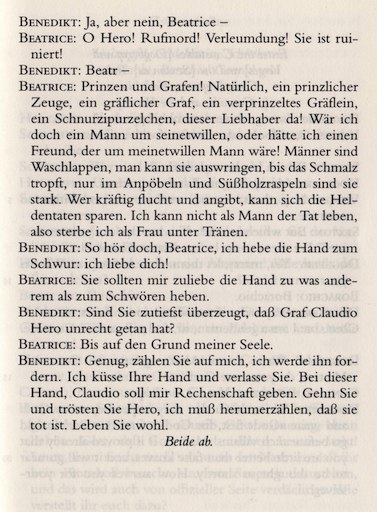 BENEDIKT: Ja, aber nein, Beatrice –
BEATRICE: O Hero! Rufmord! Verleumdung! Sie ist rui-
niert!
BENEDIKT: Beatr –
BEATRICE: Prinzen und Grafen! Natürlich, ein prinzlicher
Zeuge, ein gräflicher Graf, ein verprinzeltes Gräflein,
ein Schnurzipurzelchen, dieser Liebhaber da! Wär ich
doch ein Mann um seinetwillen, oder hätte ich einen
Freund, der um meinetwillen Mann wäre! Männer sind
Waschlappen, man kann sie auswringen, bis das Schmalz
tropft, nur im Anpöbeln und Süßholzraspeln sind sie
stark. Wer kräftig flucht und angibt, kann sich die Hel-
dentaten sparen. Ich kann nicht als Mann der Tat leben,
also sterbe ich als Frau unter Tränen.
BENEDIKT: So hör doch, Beatrice, ich hebe die Hand zum
Schwur: ich liebe dich!
BEATRICE: Sie sollten mir zuliebe die Hand zu was ande-
rem als zum Schwören heben.
BENEDIKT: Sind Sie zutiefst überzeugt, daß Graf Claudio
Hero unrecht getan hat?
BEATRICE: Bis auf den Grund meiner Seele.
BENEDIKT: Genug, zählen Sie auf mich, ich werde ihn for-
dern. Ich küsse Ihre Hand und verlasse Sie. Bei dieser
Hand, Claudio soll mir Rechenschaft geben. Gehn Sie
und trösten Sie Hero, ich muß herumerzählen, daß sie
tot ist. Leben Sie wohl.
Beide ab.